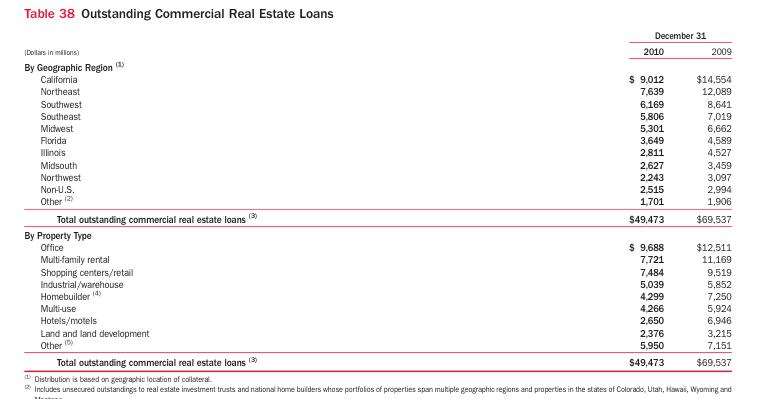 Table 38 Outstanding Commercial Real Estate Loans
December 31
(Dollars in millions) 2010 2009
By Geographic Region (1)
California $ 9,012 $14,554
Northeast 7,639 12,089
Southwest 6,169 8,641
Southeast 5,806 7,019
Midwest 5,301 6,662
Florida 3,649 4,589
Illinois 2,811 4,527
Midsouth 2,627 3,459
Northwest 2,243 3,097
Non-U.S. 2,515 2,994
Other (2) 1,701 1,906
Total outstanding commercial real estate loans (3) $49,473 $69,537
By Property Type
Office $ 9,688 $12,511
Multi-family rental 7,721 11,169
Shopping centers/retail 7,484 9,519
Industrial/warehouse 5,039 5,852
Homebuilder (4) 4,299 7,250
Multi-use 4,266 5,924
Hotels/motels 2,650 6,946
Land and land development 2,376 3,215
Other (5) 5,950 7,151
Total outstanding commercial real estate loans (3) $49,473 $69,537
(1) Distribution is based on geographic location of collateral.
(2) Includes unsecured outstandings to real estate investment trusts and national home builders whose portfolios of properties span multiple geographic regions and properties in the states of Colorado, Utah, Hawaii, Wyoming and